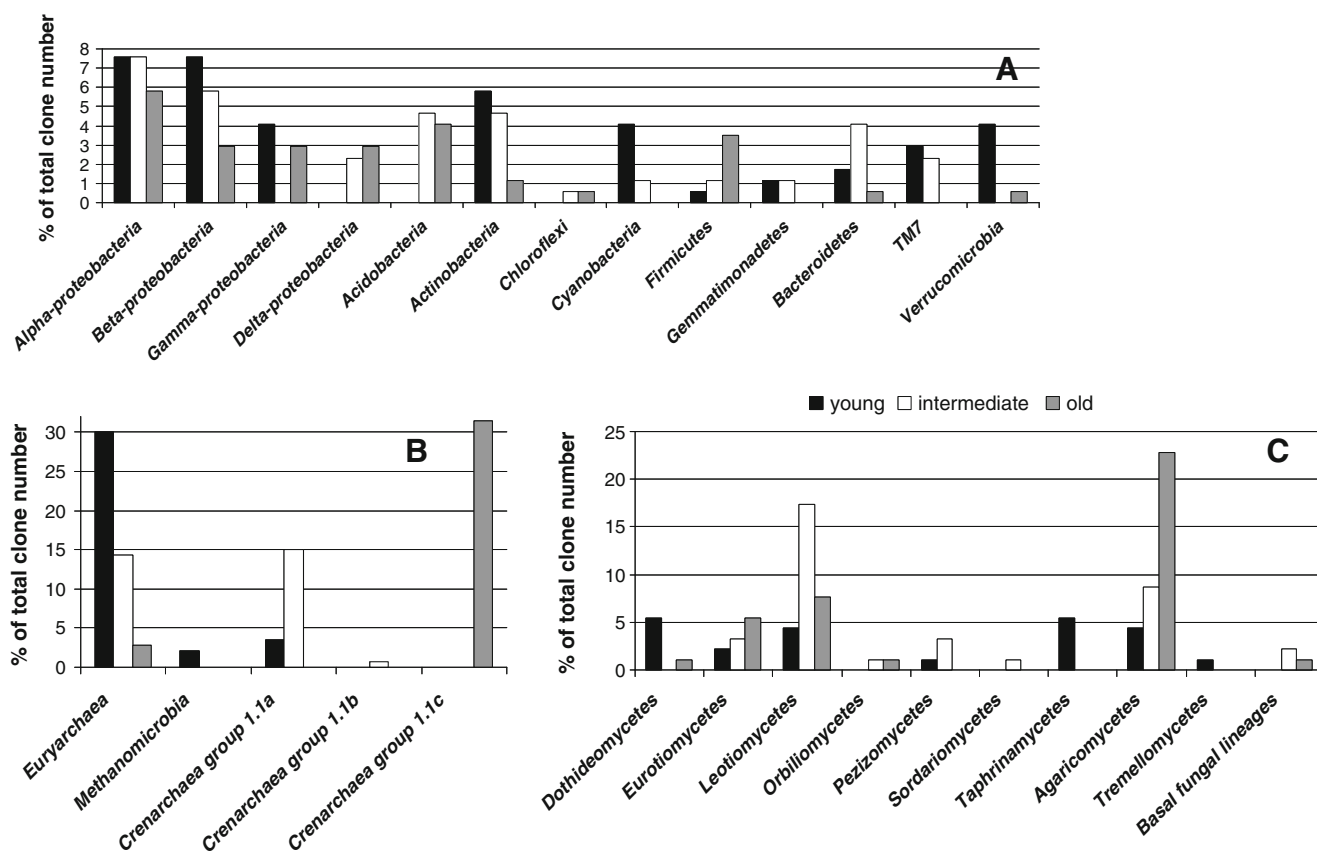 % of total clone number
8
7
6
5
4
3
2
1
0
A
Alpha-proteobacteria
Beta-proteobacteria
Gamma-proteobacteria
Delta-proteobacteria
Acidobacteria
Actinobacteria
Chloroflexi
Cyanobacteria
Firmicutes
Gemmatimonadetes
Bacteroidetes
TM7
Verrucomicrobia
young intermediate old
% of total clone number
30
25
20
15
10
5
0
B
Euryarchaea
Methanomicrobia
Crenarchaea group 1.1a
Crenarchaea group 1.1b
Crenarchaea group 1.1c
% of total clone number
25
20
15
10
5
0
C
Dothideomycetes
Eurotiomycetes
Leotiomycetes
Orbiliomycetes
Pezizomycetes
Sordariomycetes
Taphrinamycetes
Agaricomycetes
Tremellomycetes
Basal fungal lineages